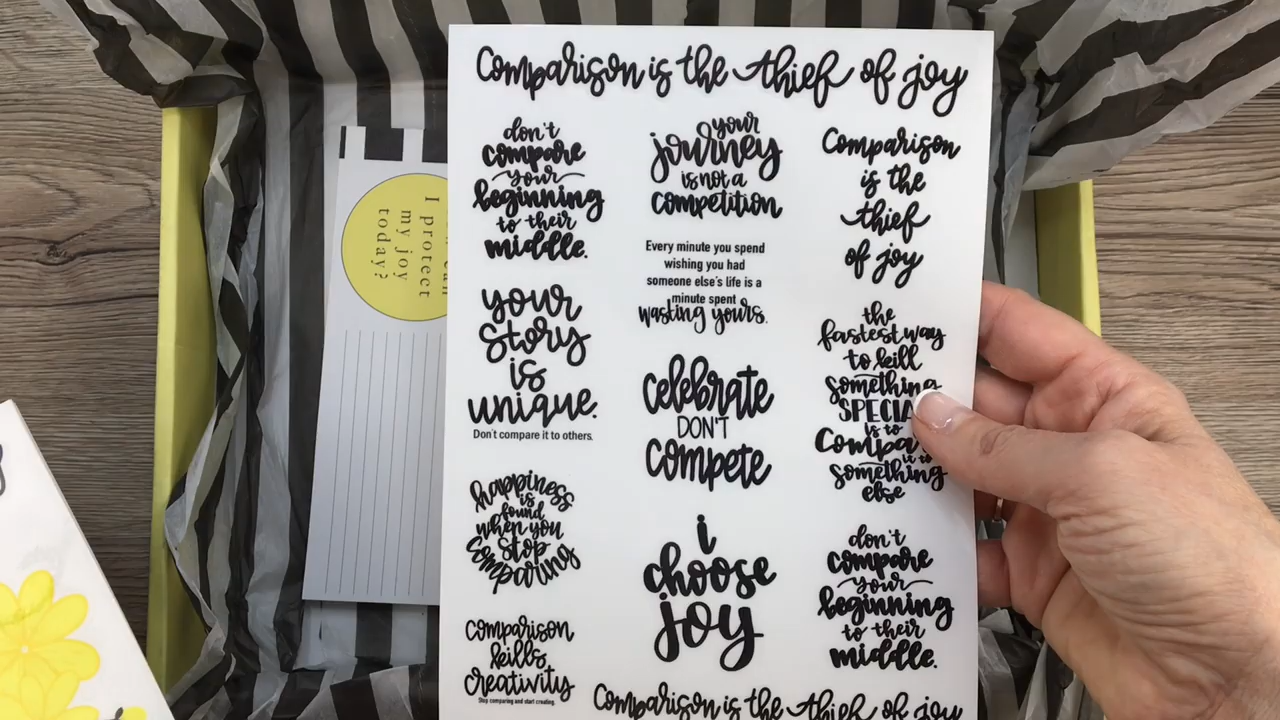 Comparison is the thief of joy
don't
compare
your
beginning
to their
middle.
your
story
is
unique.
Don't compare it to others.
happiness
is
found
when you
stop
comparing
comparison
kills
creativity
Stop comparing and start creating.
your
journey
is not a
competition
Every minute you spend
wishing you had
someone else's life is a
minute spent
wasting yours.
celebrate
DON'T
compete
i
choose
joy
Comparison
is the
thief
of joy
the
fastest way
to kill
something
SPECIA
is to
Compa
it to
something
else
don't
compare
your
beginning
to their
middle.
Comparison is the thief of joy
I protect
my joy
today?